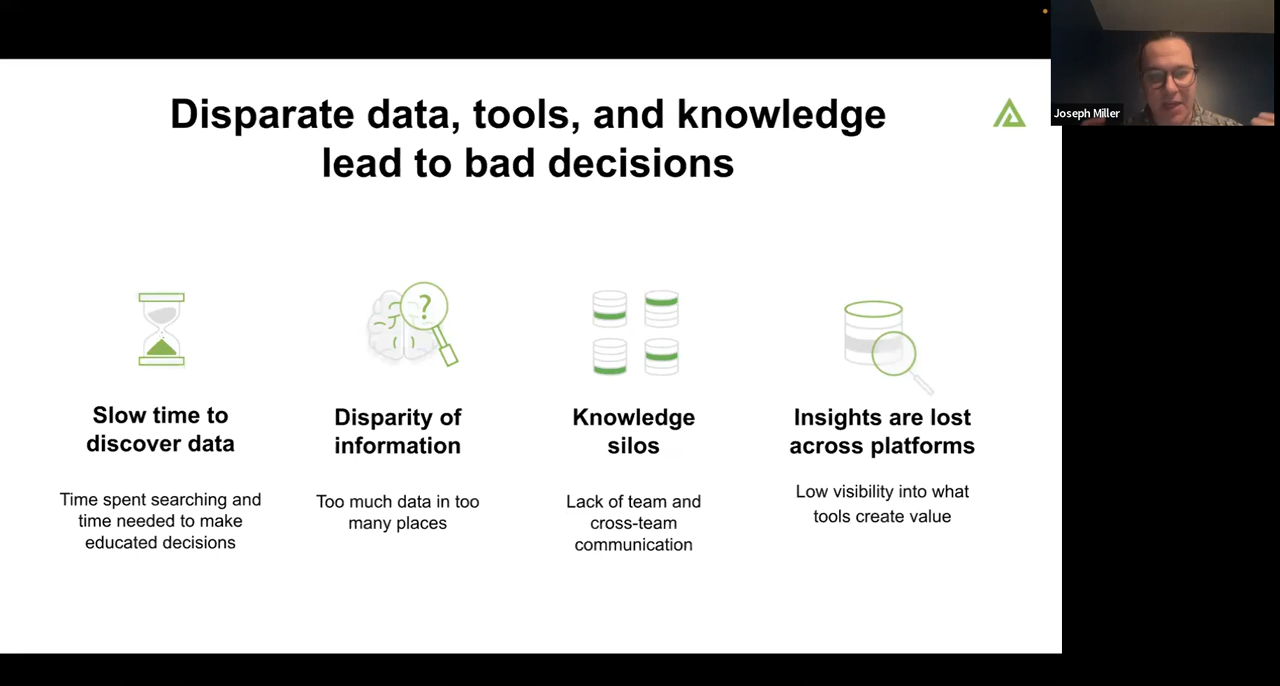 Disparate data, tools, and knowledge
lead to bad decisions
Joseph Miller
?
Slow time to
discover data
Time spent searching and
time needed to make
educated decisions
Disparity of
information
Too much data in too
many places
Knowledge
silos
Lack of team and
cross-team
communication
Insights are lost
across platforms
Low visibility into what
tools create value